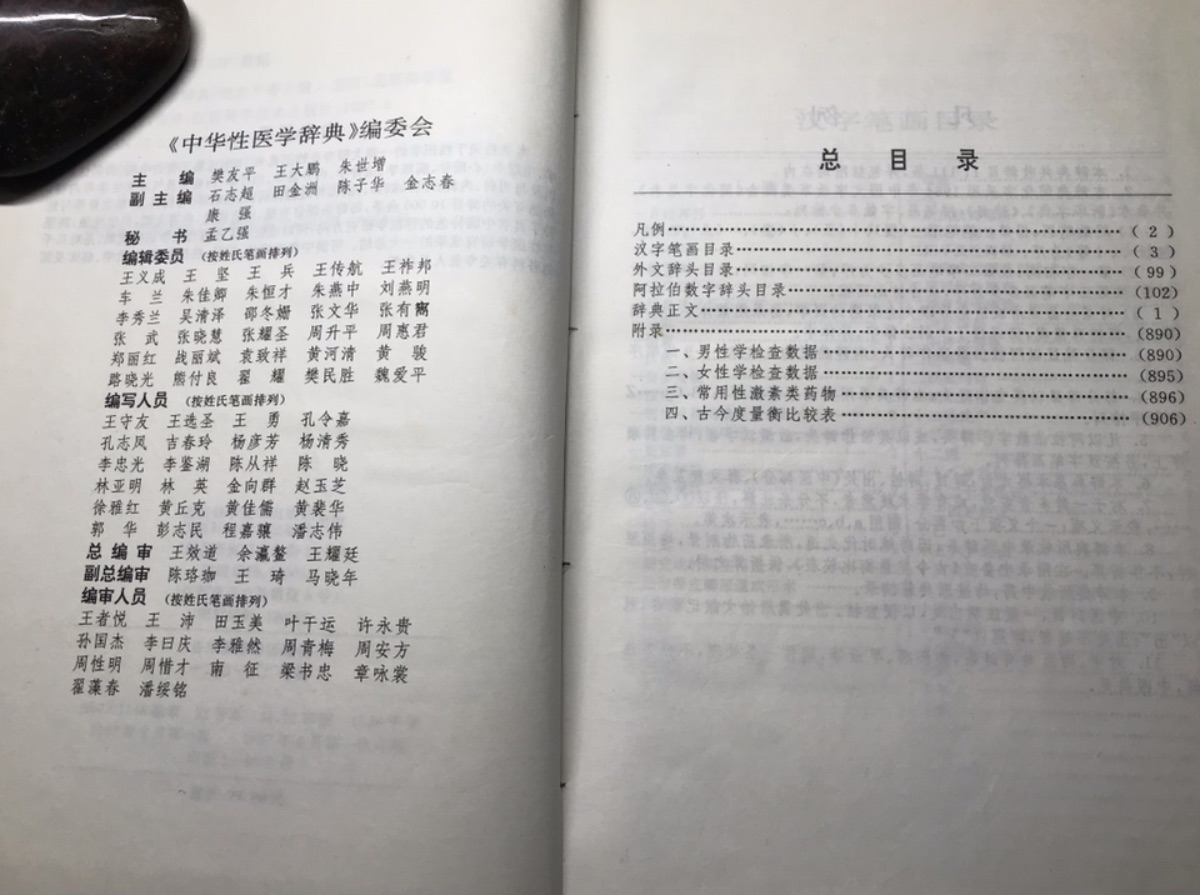 《中华性医学辞典》编委会
主 编 樊友平 王大鹏 朱世增
副主编 石志超 田金洲 陈子华 金志春
康 强
秘 书 孟乙强
编辑委员 (按姓氏笔画排列)
王义成 王 坚 王 兵 王传航 王祚邦
车 兰 朱佳卿 朱恒才 朱燕中 刘燕明
李秀兰 吴清泽 邵冬姗 张文华 张有寯
张 武 张晓慧 张耀圣 周升平 周惠君
郑丽红 战丽斌 袁致祥 黄河清 黄 骏
路晓光 熊付良 翟 耀 樊民胜 魏爱平
编写人员 (按姓氏笔画排列)
王守友 王选圣 王 勇 孔令嘉
孔志凤 吉春玲 杨彦芳 杨清秀
李忠光 李鉴湖 陈从祥 陈 晓
林亚明 林 英 金向群 赵玉芝
徐雅红 黄丘克 黄佳儒 黄裴华
郭 华 彭志民 程嘉骧 潘志伟
总编审 王效道 余瀛鳌 王耀廷
副总编审 陈珞珈 王 琦 马晓年
编审人员 (按姓氏笔画排列)
王者悦 王 沛 田玉美 叶干运 许永贵
孙国杰 李曰庆 李雅然 周青梅 周安方
周性明 周惜才 南 征 梁书忠 章咏裳
翟藻春 潘绥铭
总 目 录
凡例……………………………………(2)
汉字笔画目录……………………………………(3)
外文辞头目录……………………………………(99)
阿拉伯数字辞头目录……………………………………(102)
辞典正文……………………………………(1)
附录……………………………………(890)
一、男性学检查数据……………………………………(890)
二、女性学检查数据……………………………………(895)
三、常用性激素类药物……………………………………(896)
四、古今度量衡比较表……………………………………(906)